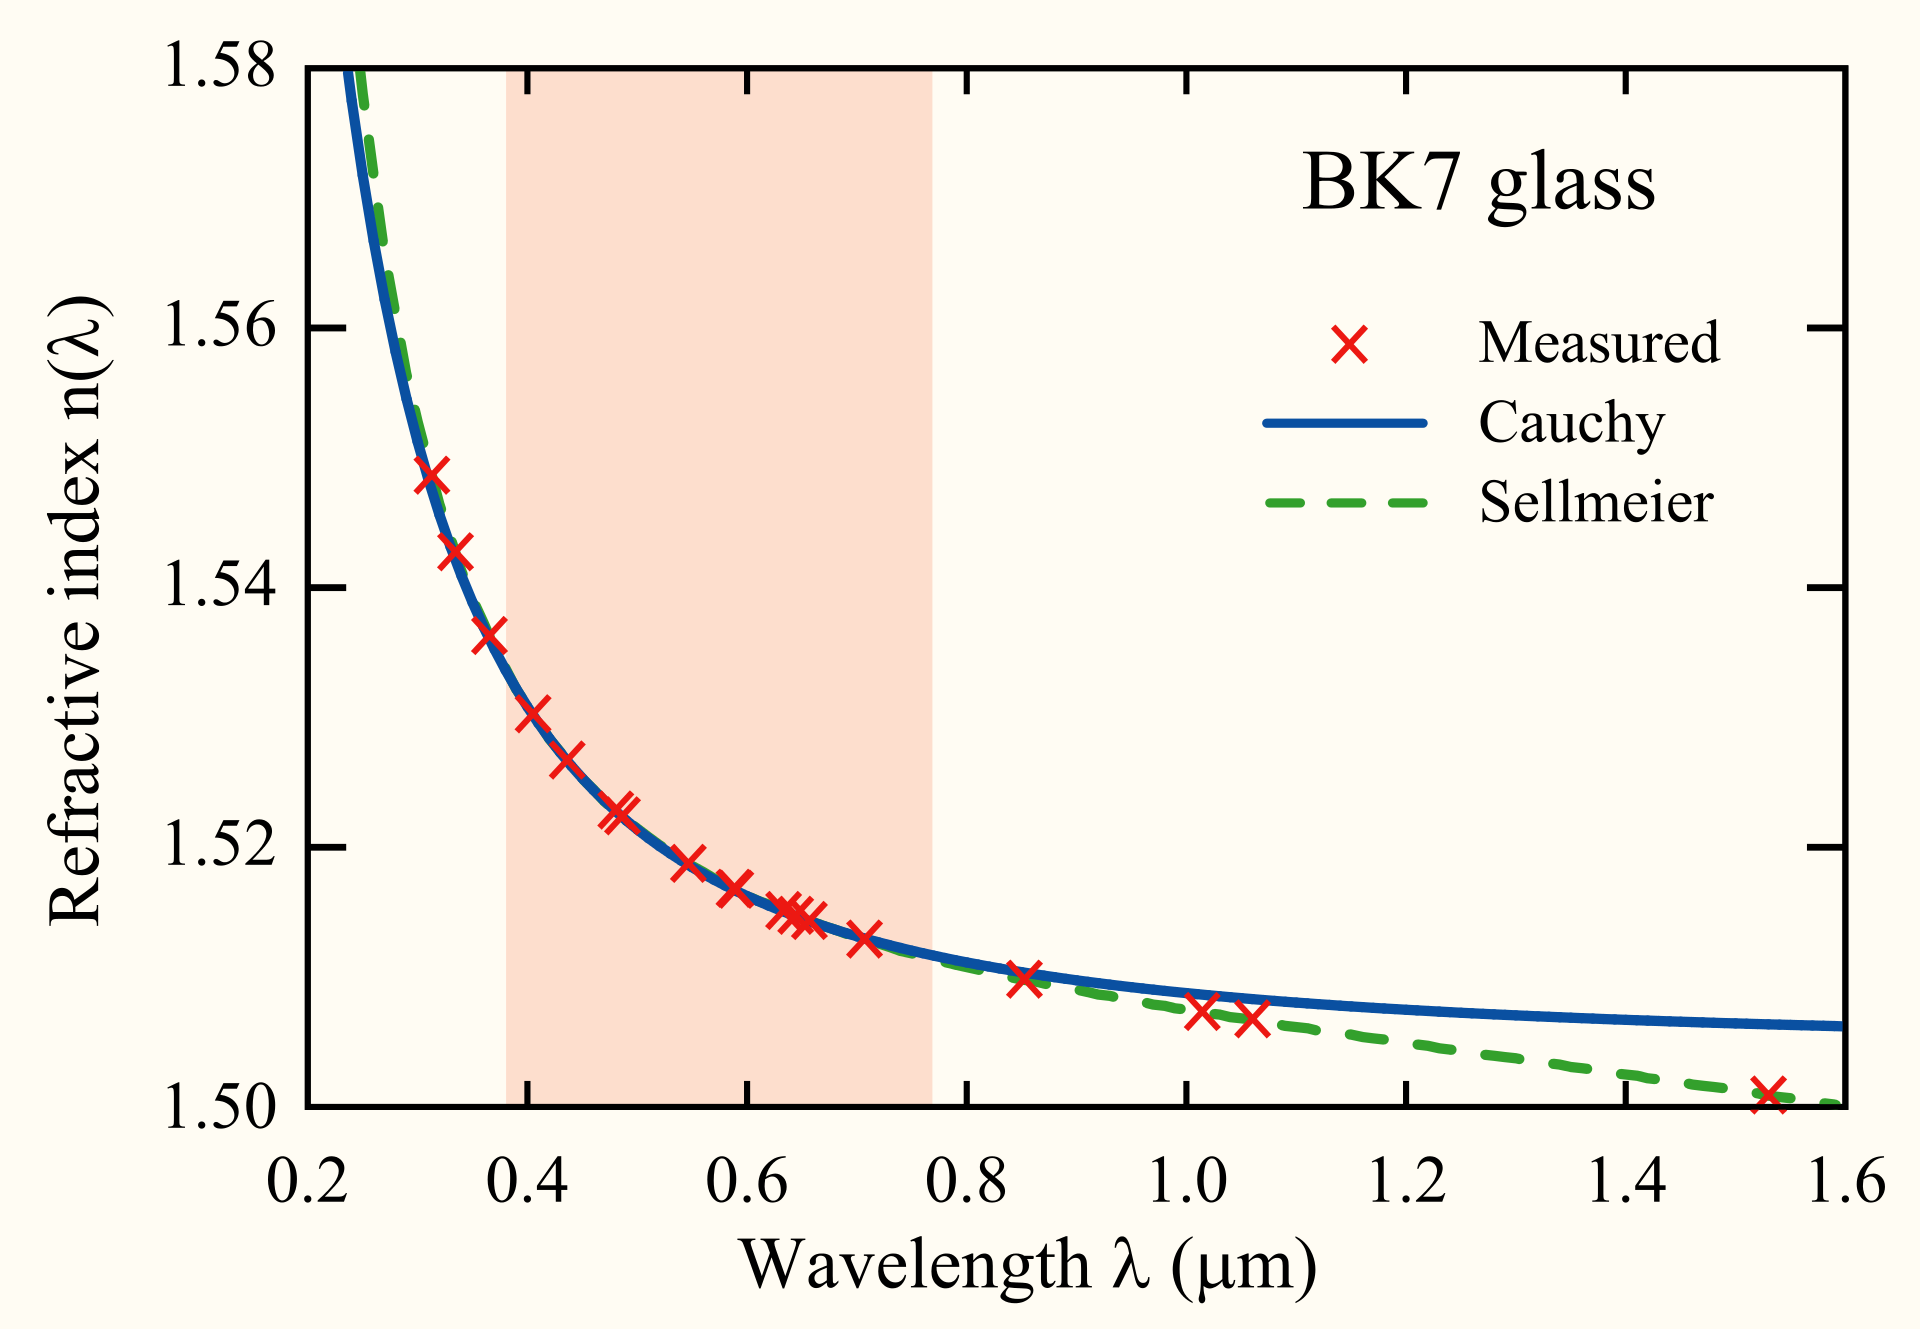 BK7 glass
Measured
Cauchy
Sellmeier
Refractive index n(λ)
1.58
1.56
1.54
1.52
1.50
0.2 0.4 0.6 0.8 1.0 1.2 1.4 1.6
Wavelength λ (μm)